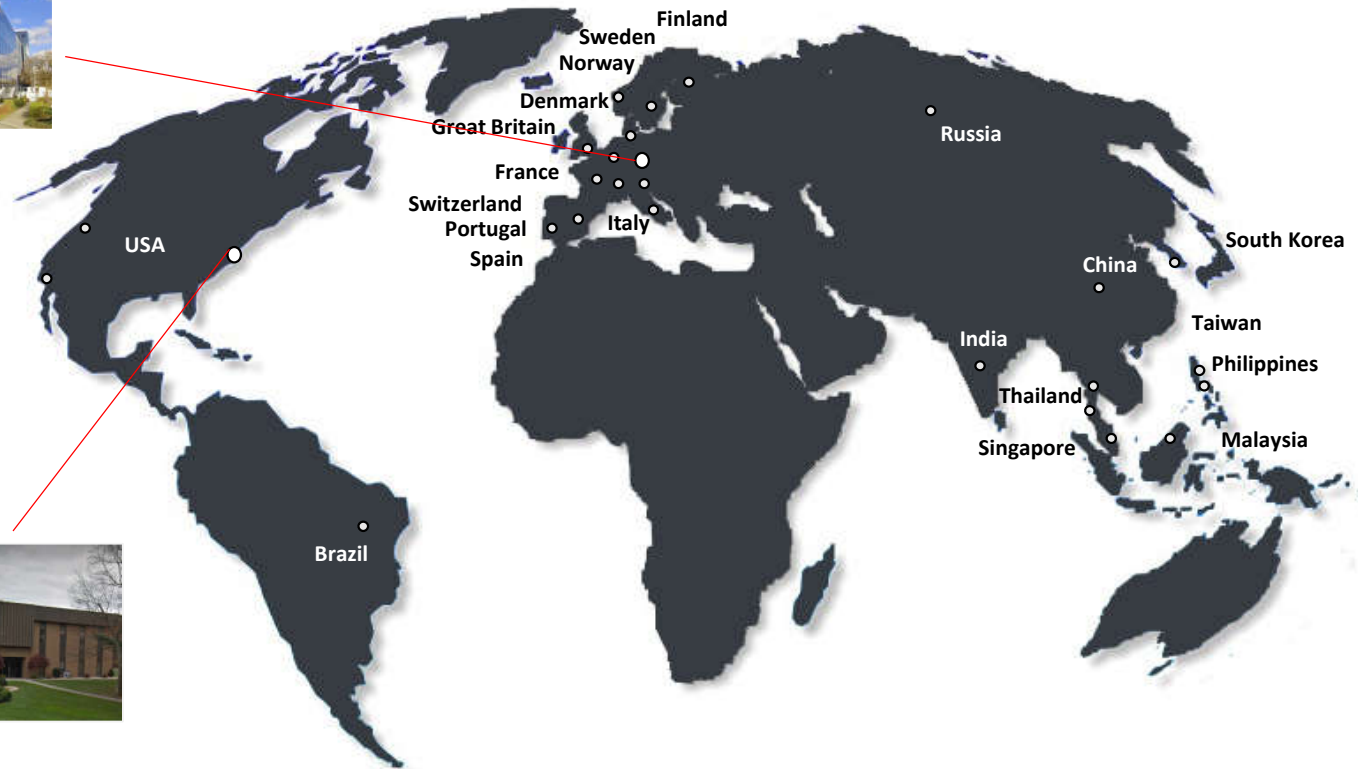 Finland
Sweden
Norway
Denmark
Great Britain
Russia
France
Switzerland
Portugal
Italy
Spain
USA
South Korea
China
Taiwan
India
Philippines
Thailand
Singapore
Malaysia
Brazil